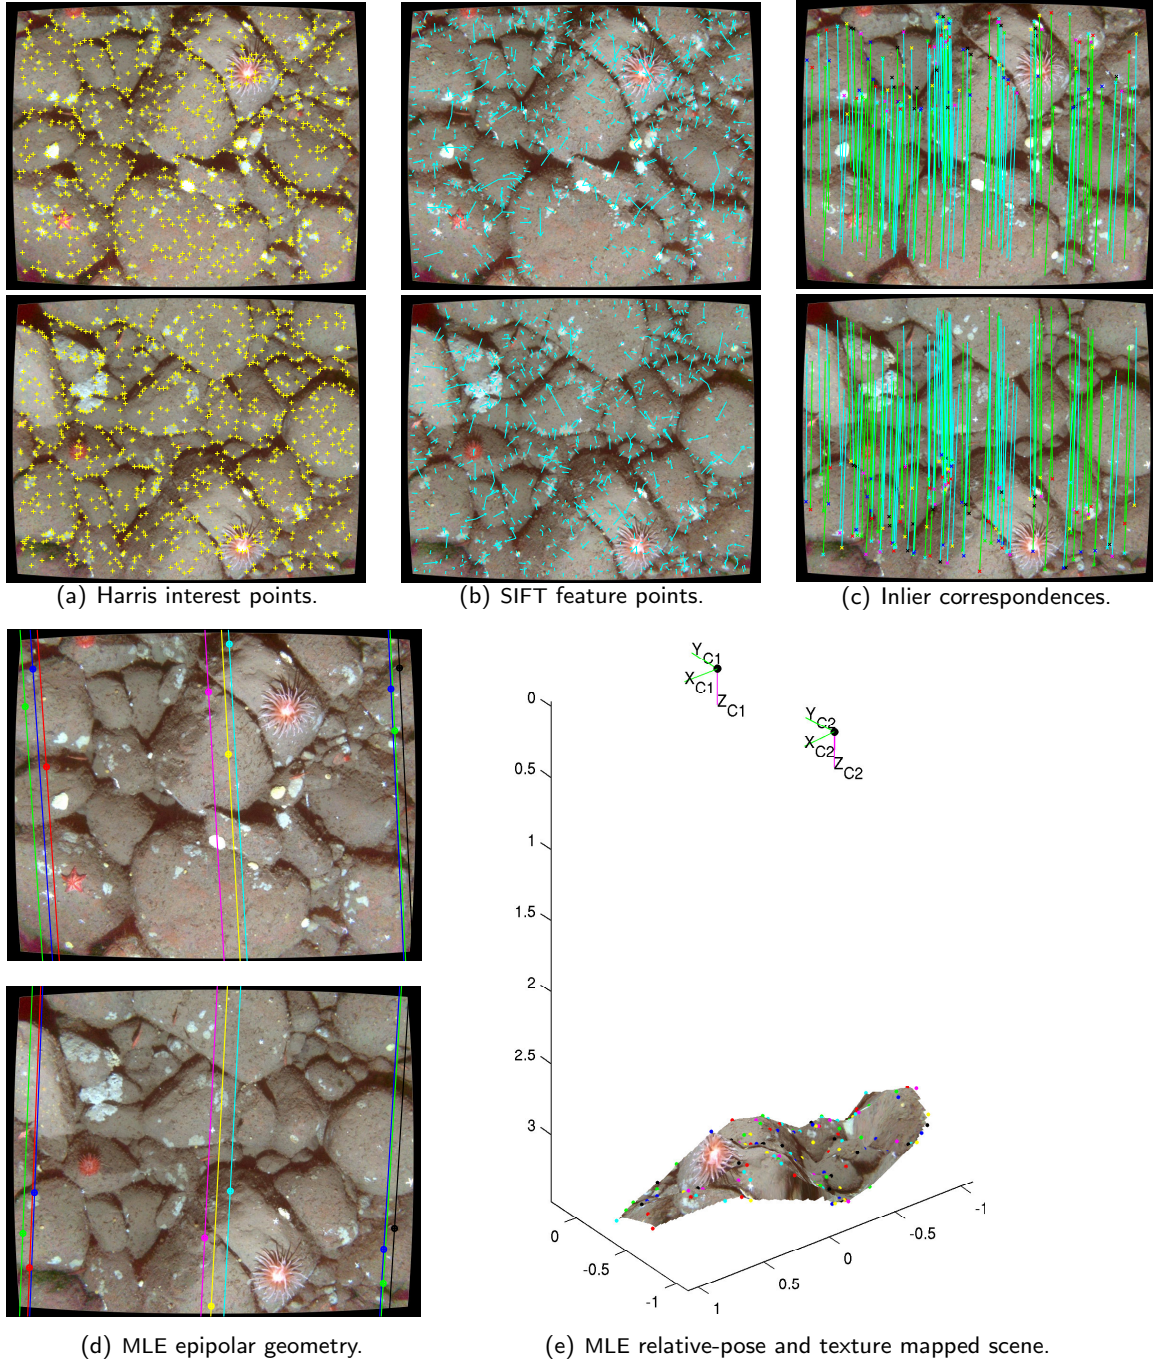 (a) Harris interest points.
(b) SIFT feature points.
(c) Inlier correspondences.
Y C1
X C1
Z C1
Y C2
X C2
Z C2
0
0.5
1
1.5
2
2.5
3
0
-0.5
-1
1
0.5
0
-0.5
-1
(d) MLE epipolar geometry.
(e) MLE relative-pose and texture mapped scene.